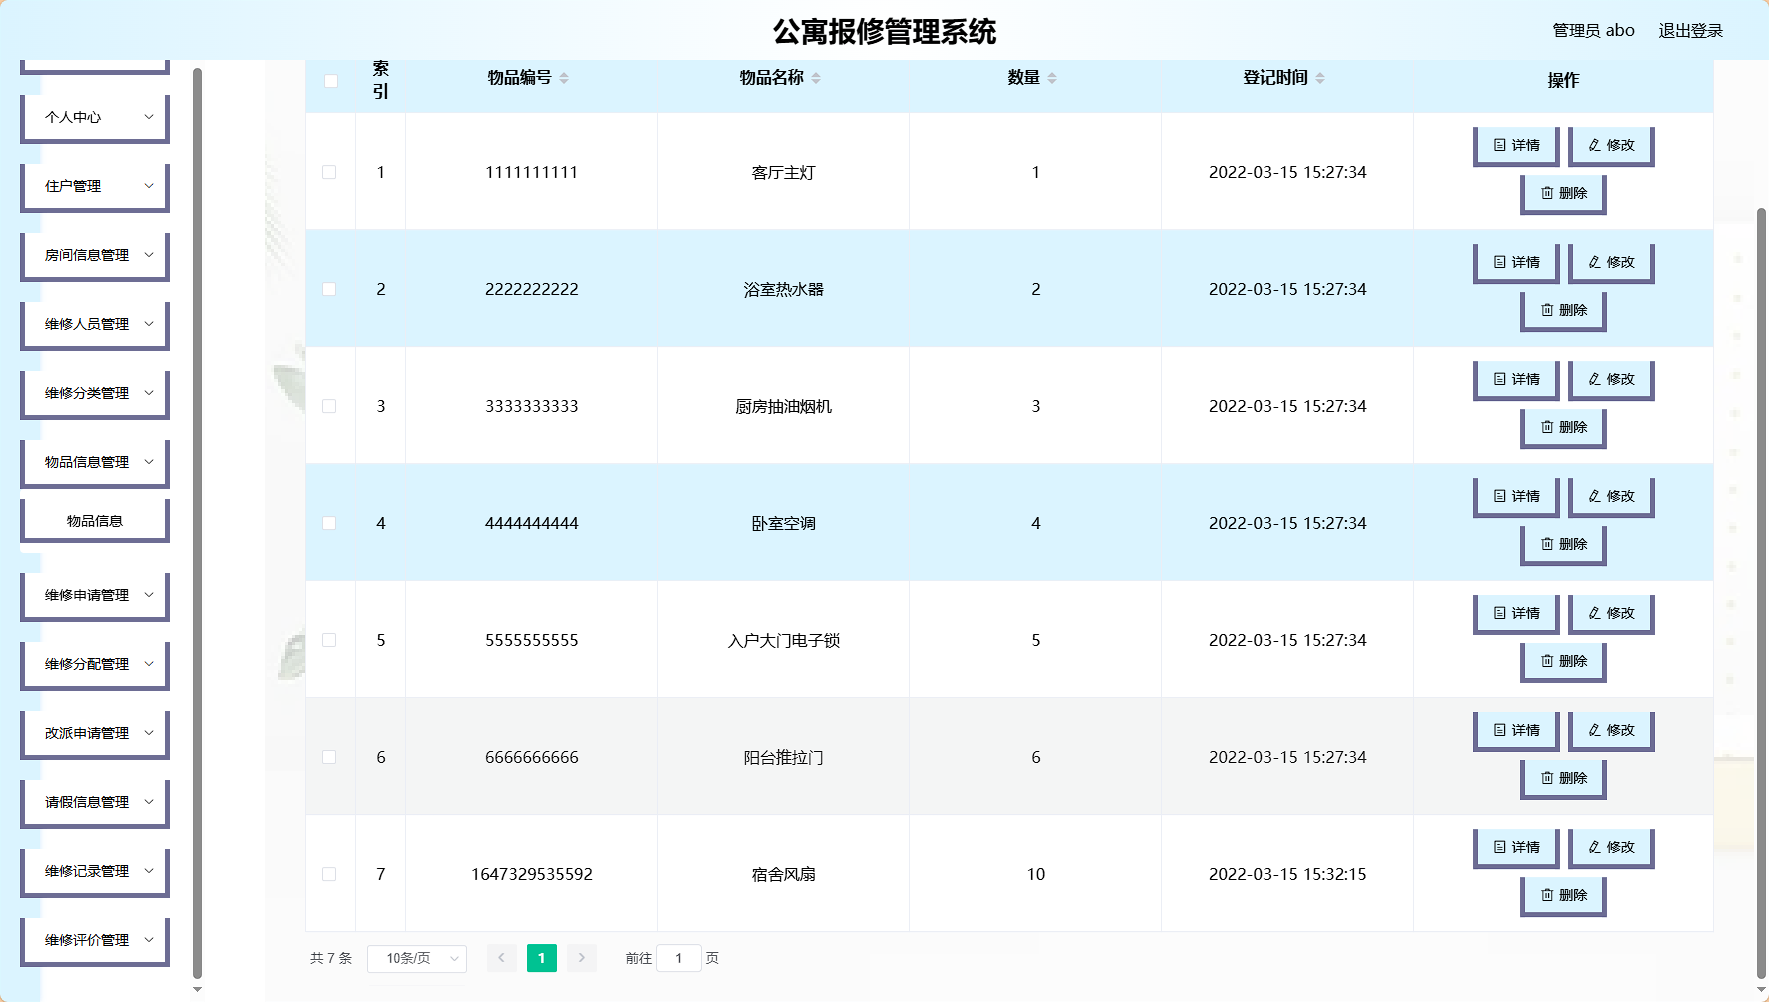 公寓报修管理系统
管理员 abo 退出登录
个人中心
住户管理
房间信息管理
维修人员管理
维修分类管理
物品信息管理
物品信息
维修申请管理
维修分配管理
改派申请管理
请假信息管理
维修记录管理
维修评价管理
索引 物品编号 物品名称 数量 登记时间 操作
1 1111111111 客厅主灯 1 2022-03-15 15:27:34 详情 修改
删除
2 2222222222 浴室热水器 2 2022-03-15 15:27:34 详情 修改
删除
3 3333333333 厨房抽油烟机 3 2022-03-15 15:27:34 详情 修改
删除
4 4444444444 卧室空调 4 2022-03-15 15:27:34 详情 修改
删除
5 5555555555 入户大门电子锁 5 2022-03-15 15:27:34 详情 修改
删除
6 6666666666 阳台推拉门 6 2022-03-15 15:27:34 详情 修改
删除
7 1647329535592 宿舍风扇 10 2022-03-15 15:32:15 详情 修改
删除
共 7 条 10条/页 1 前往 1 页